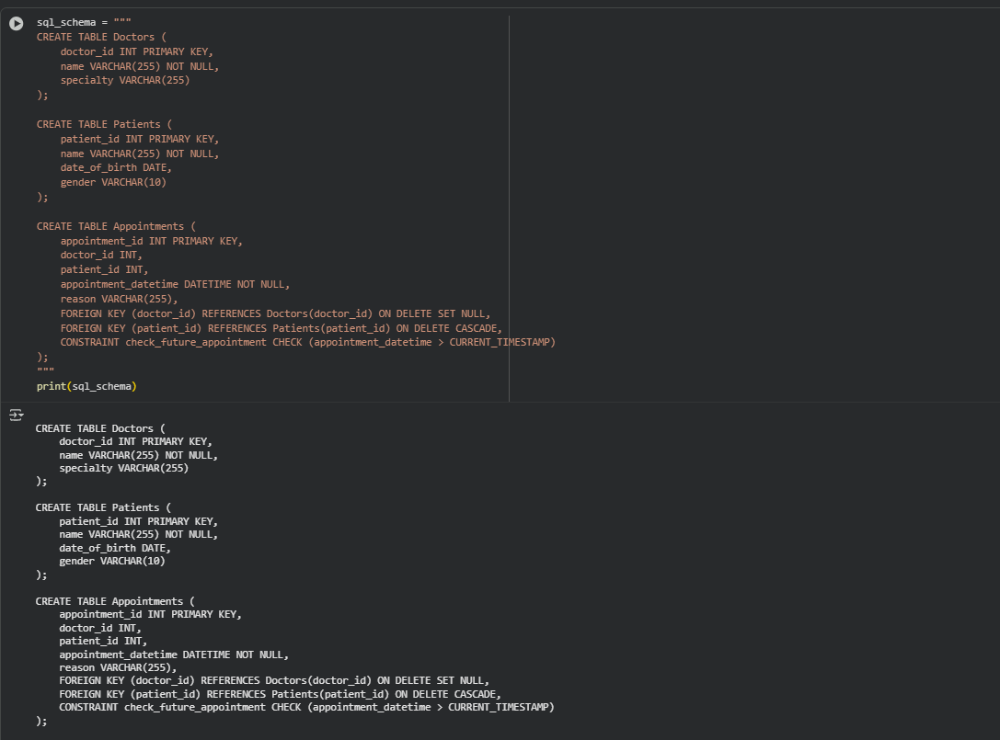 sql_schema = """
CREATE TABLE Doctors (
    doctor_id INT PRIMARY KEY,
    name VARCHAR(255) NOT NULL,
    specialty VARCHAR(255)
);

CREATE TABLE Patients (
    patient_id INT PRIMARY KEY,
    name VARCHAR(255) NOT NULL,
    date_of_birth DATE,
    gender VARCHAR(10)
);

CREATE TABLE Appointments (
    appointment_id INT PRIMARY KEY,
    doctor_id INT,
    patient_id INT,
    appointment_datetime DATETIME NOT NULL,
    reason VARCHAR(255),
    FOREIGN KEY (doctor_id) REFERENCES Doctors(doctor_id) ON DELETE SET NULL,
    FOREIGN KEY (patient_id) REFERENCES Patients(patient_id) ON DELETE CASCADE,
    CONSTRAINT check_future_appointment CHECK (appointment_datetime > CURRENT_TIMESTAMP)
);
"""
print(sql_schema)

CREATE TABLE Doctors (
    doctor_id INT PRIMARY KEY,
    name VARCHAR(255) NOT NULL,
    specialty VARCHAR(255)
);

CREATE TABLE Patients (
    patient_id INT PRIMARY KEY,
    name VARCHAR(255) NOT NULL,
    date_of_birth DATE,
    gender VARCHAR(10)
);

CREATE TABLE Appointments (
    appointment_id INT PRIMARY KEY,
    doctor_id INT,
    patient_id INT,
    appointment_datetime DATETIME NOT NULL,
    reason VARCHAR(255),
    FOREIGN KEY (doctor_id) REFERENCES Doctors(doctor_id) ON DELETE SET NULL,
    FOREIGN KEY (patient_id) REFERENCES Patients(patient_id) ON DELETE CASCADE,
    CONSTRAINT check_future_appointment CHECK (appointment_datetime > CURRENT_TIMESTAMP)
);